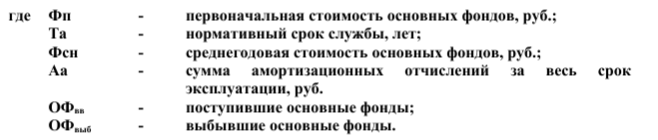 где Фп - первоначальная стоимость основных фондов, руб.;
Та - нормативный срок службы, лет;
Фсн - среднегодовая стоимость основных фондов, руб.;
Аа - сумма амортизационных отчислений за весь срок
эксплуатации, руб.
ОФвв - поступившие основные фонды;
ОФвыб - выбывшие основные фонды.